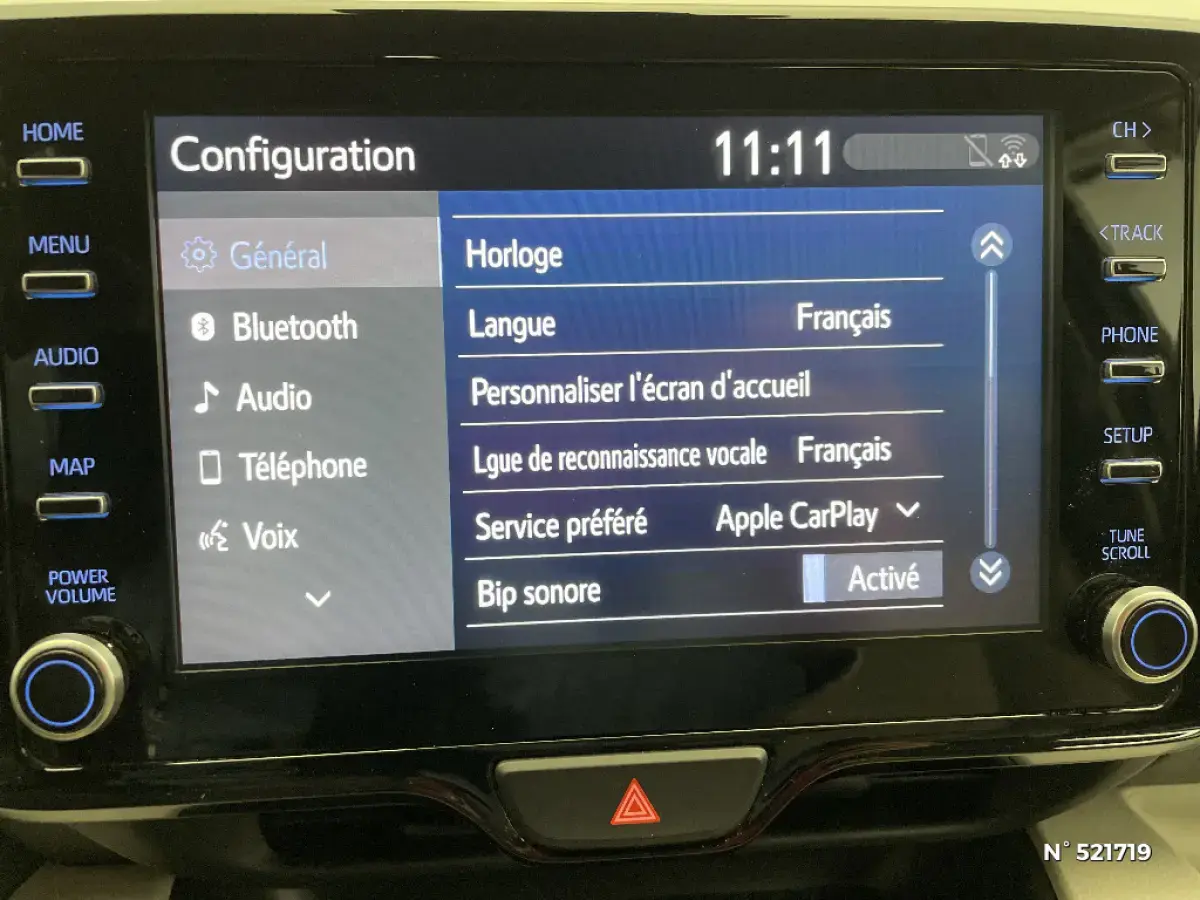 HOME
MENU
AUDIO
MAP
POWER
VOLUME
Configuration 11:11
Général
Bluetooth
Audio
Téléphone
Voix
Horloge
Langue Français
Personnaliser l'écran d'accueil
Lgue de reconnaissance vocale Français
Service préféré Apple CarPlay
Bip sonore Activé
CH >
< TRACK
PHONE
SETUP
TUNE
SCROLL
N° 521719